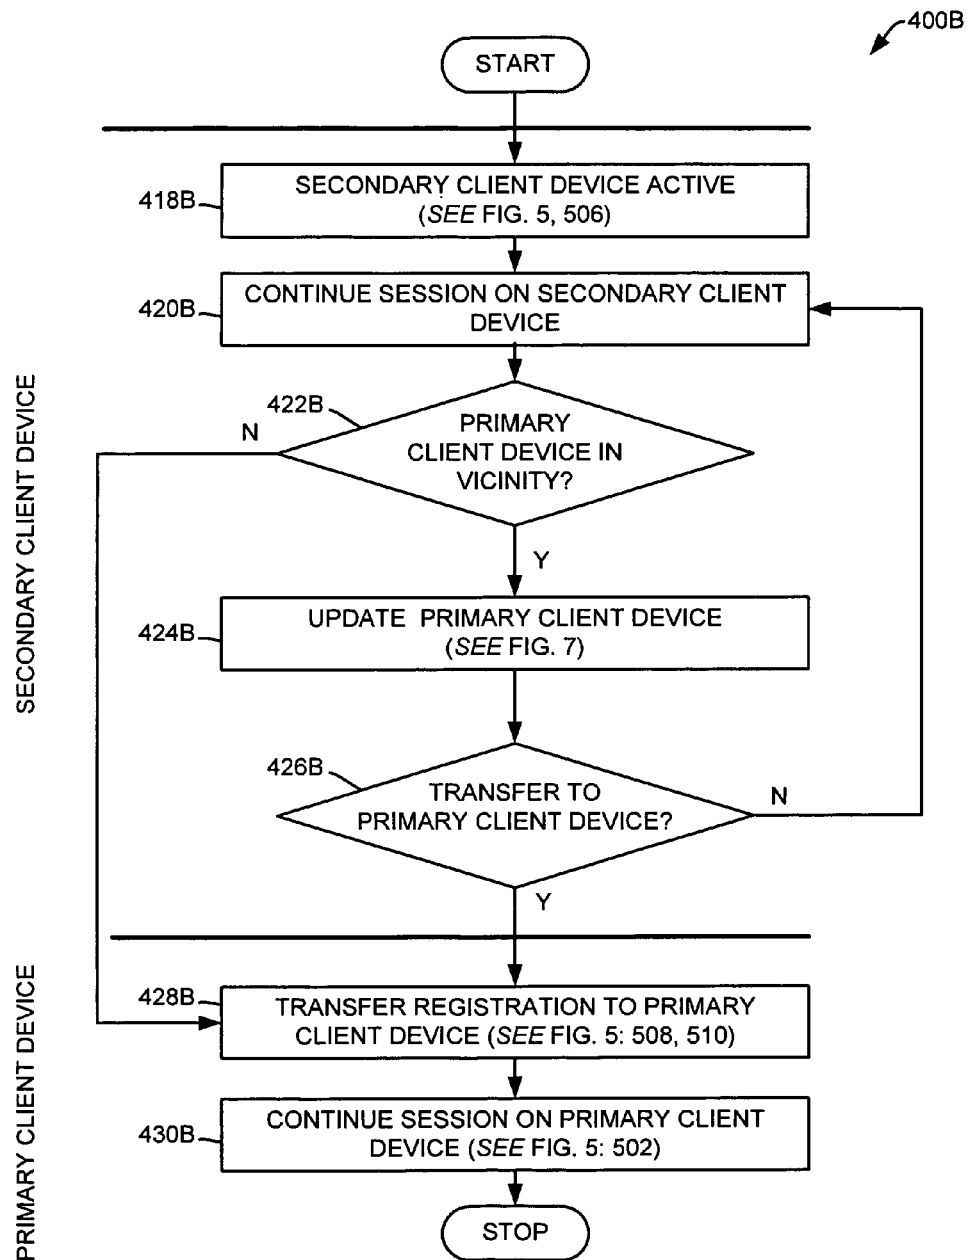 400B
START
418B
SECONDARY CLIENT DEVICE ACTIVE
(SEE FIG. 5, 506)
420B
CONTINUE SESSION ON SECONDARY CLIENT
DEVICE
SECONDARY CLIENT DEVICE
422B
N
PRIMARY
CLIENT DEVICE IN
VICINITY?
Y
424B
UPDATE PRIMARY CLIENT DEVICE
(SEE FIG. 7)
426B
TRANSFER TO
PRIMARY CLIENT DEVICE?
N
Y
PRIMARY CLIENT DEVICE
428B
TRANSFER REGISTRATION TO PRIMARY
CLIENT DEVICE (SEE FIG. 5: 508, 510)
430B
CONTINUE SESSION ON PRIMARY CLIENT
DEVICE (SEE FIG. 5: 502)
STOP